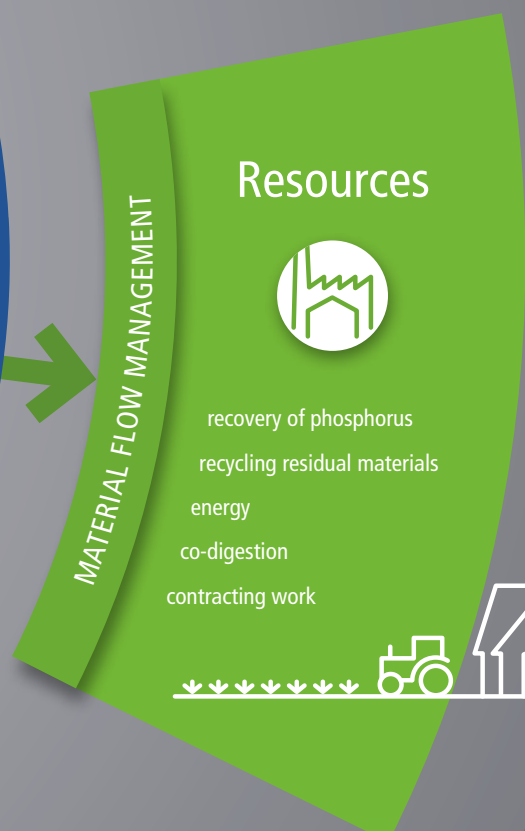 MATERIAL FLOW MANAGEMENT
Resources
recovery of phosphorus
recycling residual materials
energy
co-digestion
contracting work